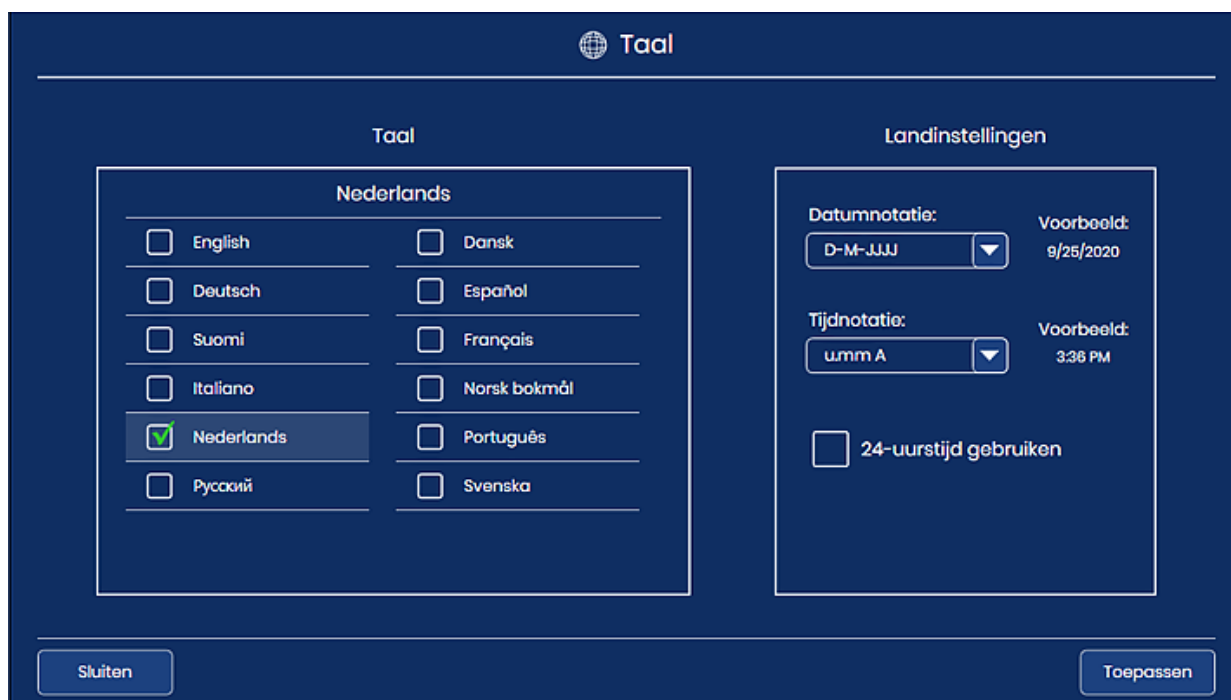 Taal
Taal
Nederlands
English
Dansk
Deutsch
Español
Suomi
Français
Italiano
Norsk bokmål
Nederlands
Português
Русский
Svenska
Landinstellingen
Datumnotatie:
Voorbeeld:
D-M-JJJJ
9/25/2020
Tijdnotatie:
Voorbeeld:
u.mm A
3:36 PM
24-uurstijd gebruiken
Sluiten
Toepassen